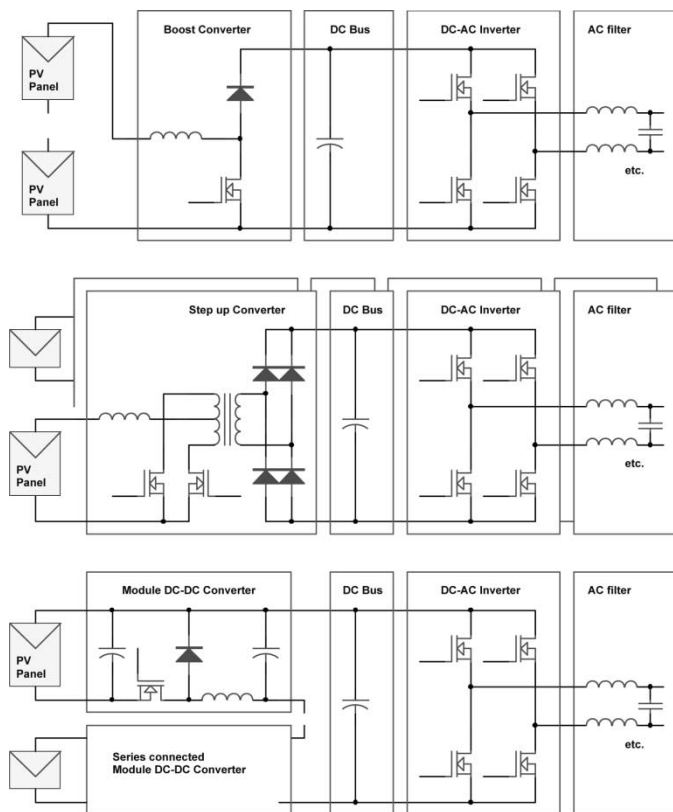 Boost Converter
DC Bus
DC-AC Inverter
AC filter
PV
Panel
PV
Panel
etc.
Step up Converter
DC Bus
DC-AC Inverter
AC filter
PV
Panel
etc.
Module DC-DC Converter
DC Bus
DC-AC Inverter
AC filter
PV
Panel
etc.
Series connected
Module DC-DC Converter